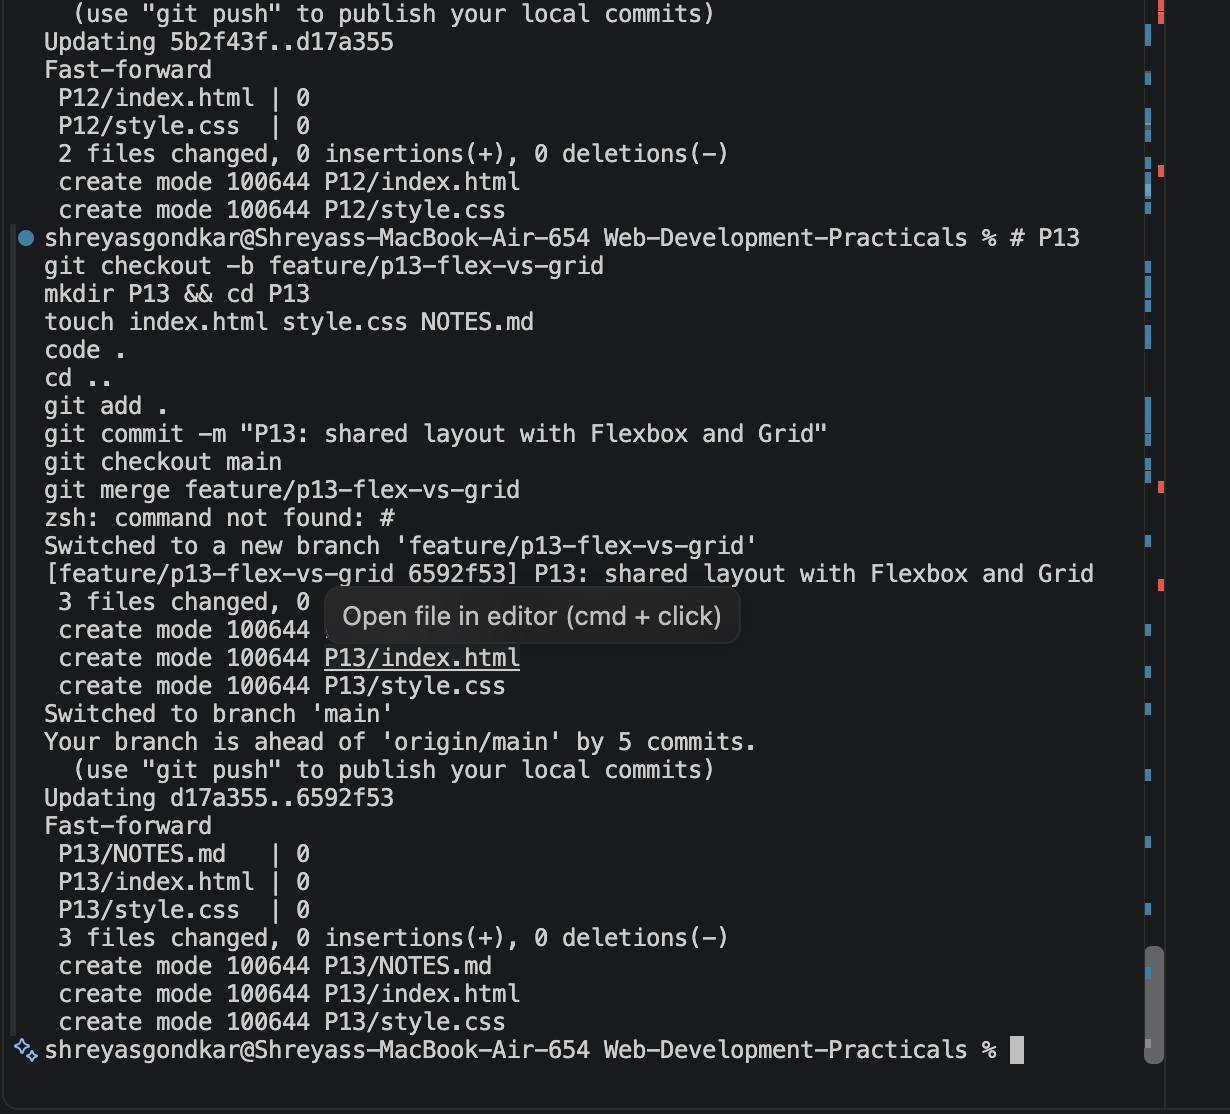 (use "git push" to publish your local commits)
Updating 5b2f43f..d17a355
Fast-forward
P12/index.html | 0
P12/style.css  | 0
2 files changed, 0 insertions(+), 0 deletions(-)
create mode 100644 P12/index.html
create mode 100644 P12/style.css
shreyasgondkar@Shreyass-MacBook-Air-654 Web-Development-Practicals % # P13
git checkout -b feature/p13-flex-vs-grid
mkdir P13 && cd P13
touch index.html style.css NOTES.md
code .
cd ..
git add .
git commit -m "P13: shared layout with Flexbox and Grid"
git checkout main
git merge feature/p13-flex-vs-grid
zsh: command not found: #
Switched to a new branch 'feature/p13-flex-vs-grid'
[feature/p13-flex-vs-grid 6592f53] P13: shared layout with Flexbox and Grid
3 files changed, 0
Open file in editor (cmd + click)
create mode 100644
create mode 100644 P13/index.html
create mode 100644 P13/style.css
Switched to branch 'main'
Your branch is ahead of 'origin/main' by 5 commits.
(use "git push" to publish your local commits)
Updating d17a355..6592f53
Fast-forward
P13/NOTES.md   | 0
P13/index.html | 0
P13/style.css  | 0
3 files changed, 0 insertions(+), 0 deletions(-)
create mode 100644 P13/NOTES.md
create mode 100644 P13/index.html
create mode 100644 P13/style.css
shreyasgondkar@Shreyass-MacBook-Air-654 Web-Development-Practicals %